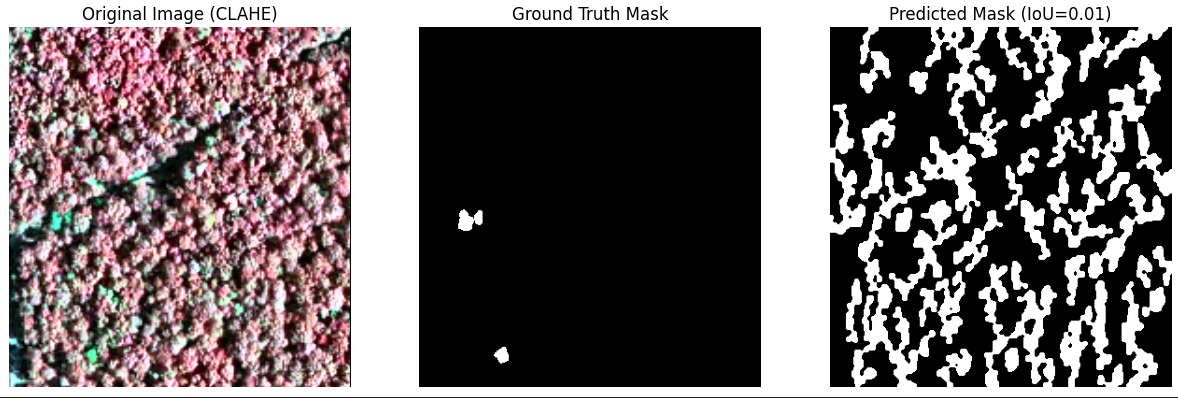 Original Image (CLAHE)
Ground Truth Mask
Predicted Mask (IoU=0.01)